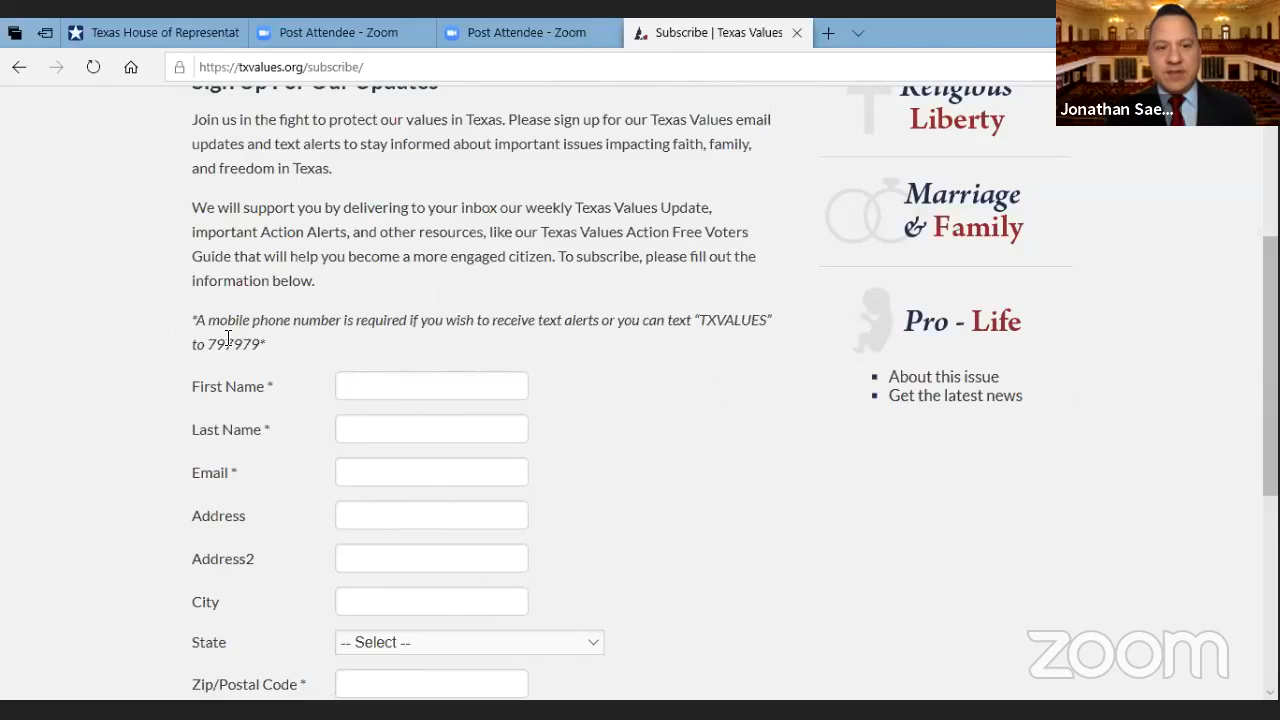 Texas House of Representat
Post Attendee - Zoom
Post Attendee - Zoom
Subscribe | Texas Values
https://txvalues.org/subscribe/
Jonathan Sae...
Sign Up For Our Updates
Join us in the fight to protect our values in Texas. Please sign up for our Texas Values email
updates and text alerts to stay informed about important issues impacting faith, family,
and freedom in Texas.
We will support you by delivering to your inbox our weekly Texas Values Update,
important Action Alerts, and other resources, like our Texas Values Action Free Voters
Guide that will help you become a more engaged citizen. To subscribe, please fill out the
information below.
*A mobile phone number is required if you wish to receive text alerts or you can text “TXVALUES”
to 797979*
First Name *
Last Name *
Email *
Address
Address2
City
State
-- Select --
Zip/Postal Code *
Religious
Liberty
Marriage
& Family
Pro - Life
About this issue
Get the latest news
zoom